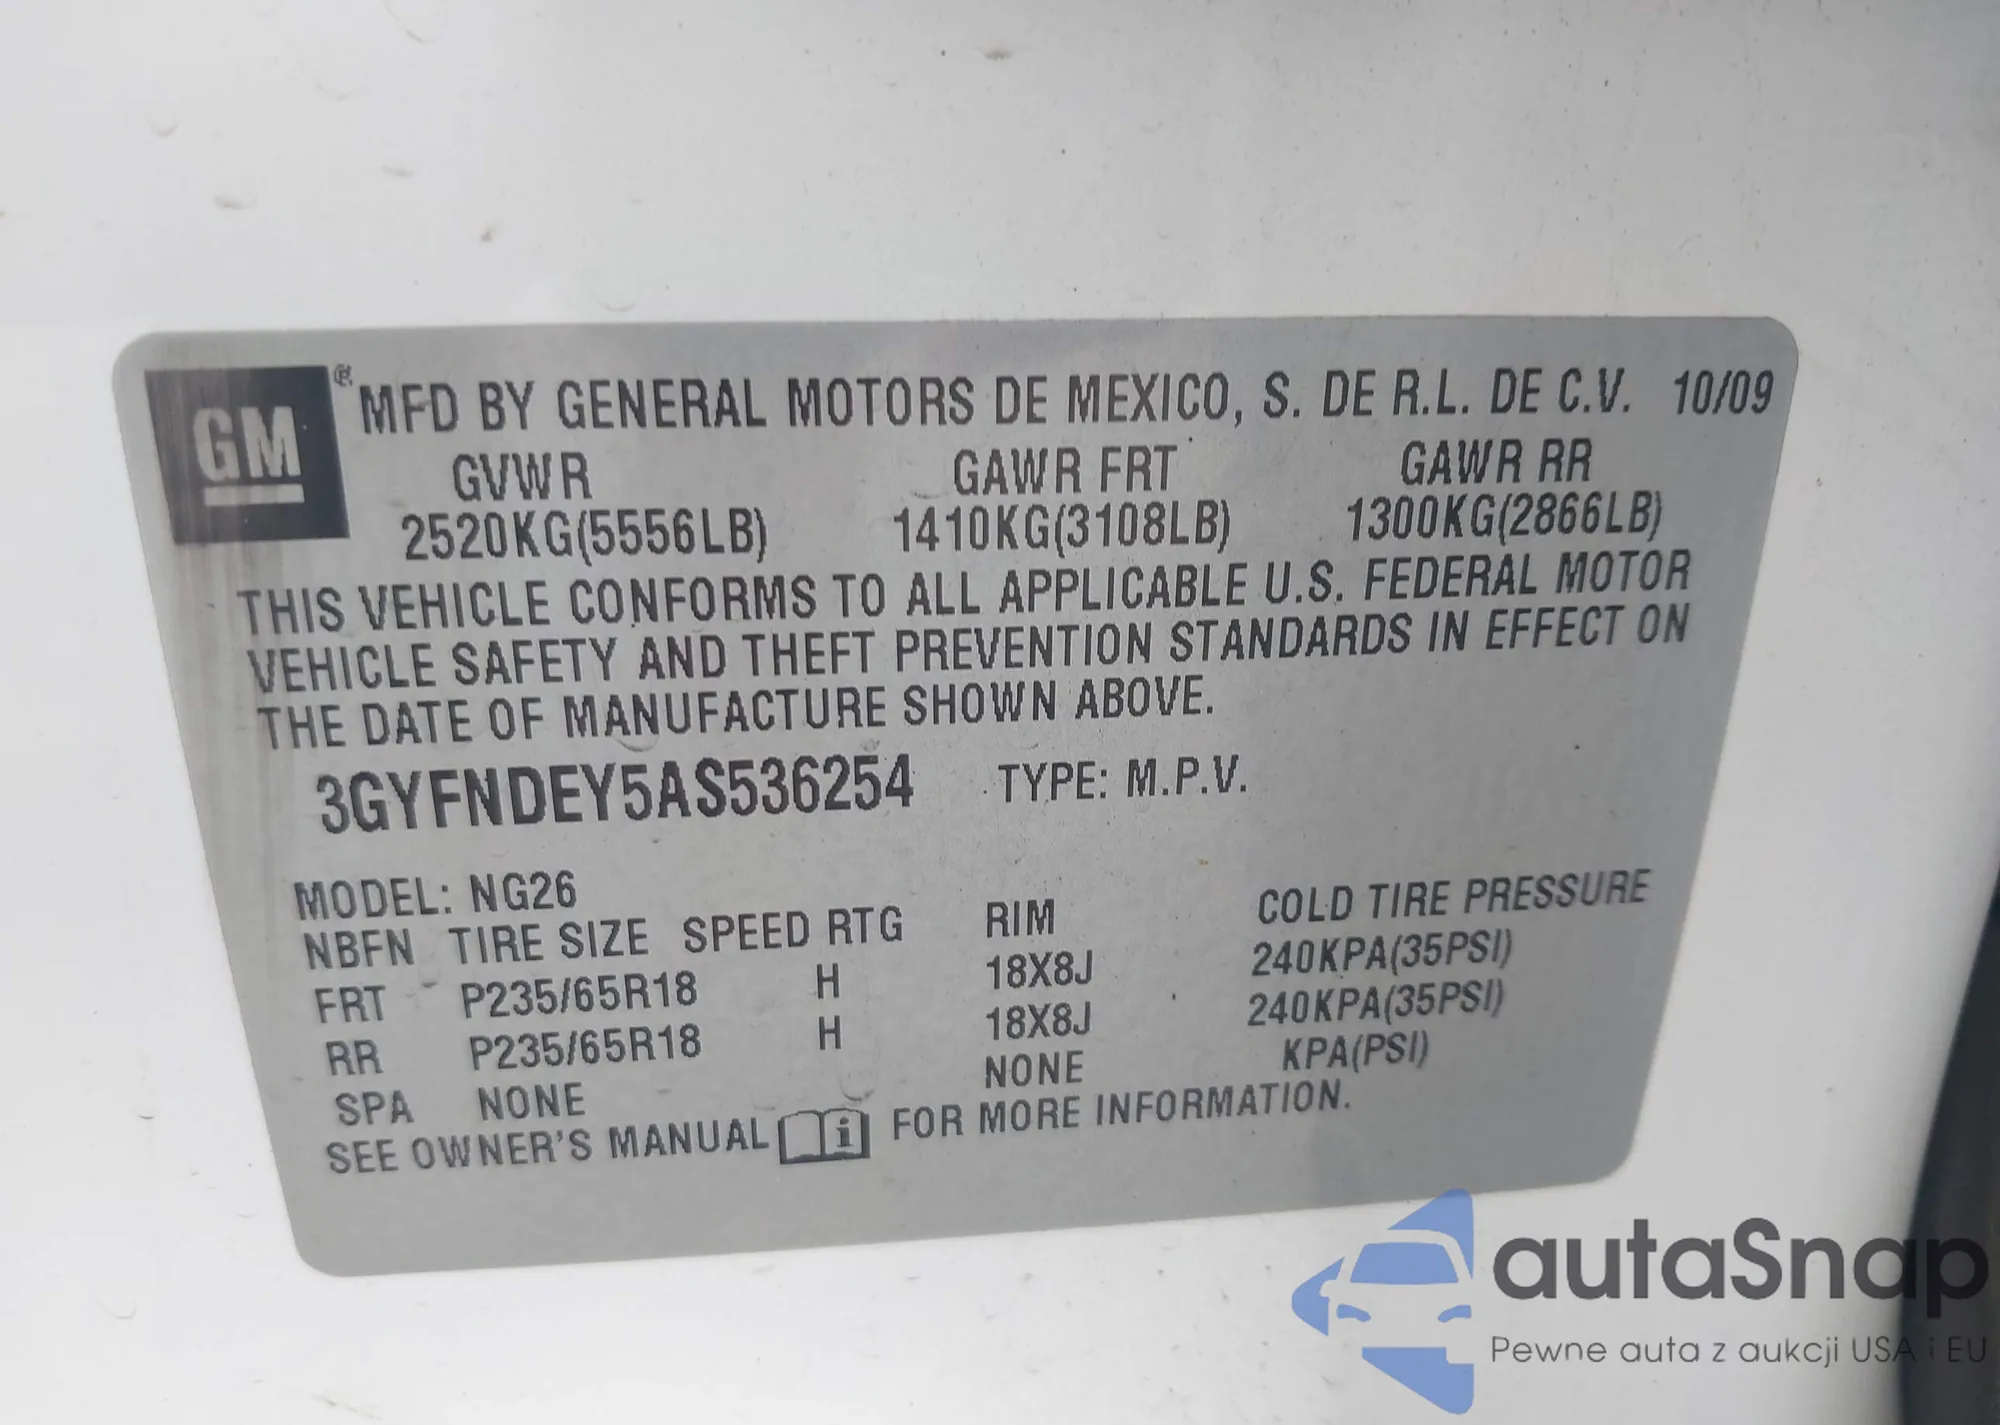 GM ® MFD BY GENERAL MOTORS DE MEXICO, S. DE R.L. DE C.V. 10/09
GVWR GAWR FRT GAWR RR
2520KG(5556LB) 1410KG(3108LB) 1300KG(2866LB)
THIS VEHICLE CONFORMS TO ALL APPLICABLE U.S. FEDERAL MOTOR
VEHICLE SAFETY AND THEFT PREVENTION STANDARDS IN EFFECT ON
THE DATE OF MANUFACTURE SHOWN ABOVE.
3GYFNDEY5AS536254 TYPE: M.P.V.
MODEL: NG26
NBFN TIRE SIZE SPEED RTG RIM COLD TIRE PRESSURE
FRT P235/65R18 H 18X8J 240KPA(35PSI)
RR P235/65R18 H 18X8J 240KPA(35PSI)
SPA NONE NONE KPA(PSI)
SEE OWNER'S MANUAL i FOR MORE INFORMATION.
autaSnap
Pewne auta z aukcji USA i EU